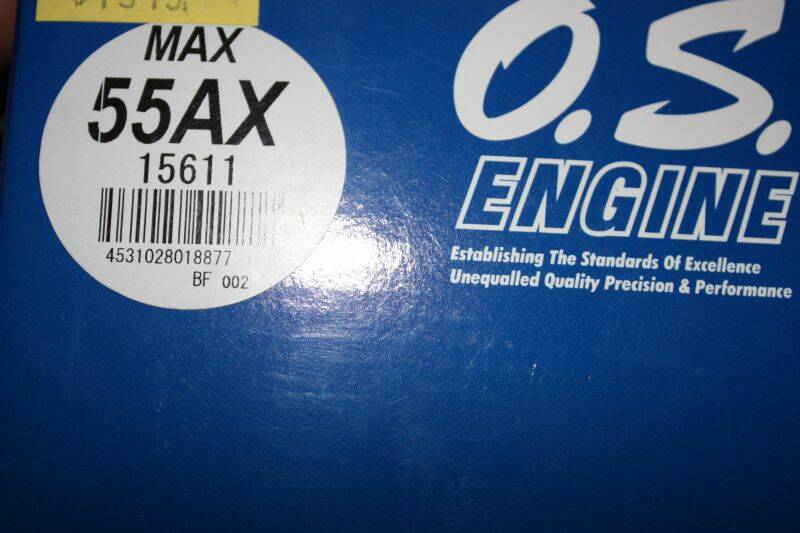 MAX
55AX
15611
4531028018877
BF 002
O.S.
ENGINE
Establishing The Standards Of Excellence
Unequalled Quality Precision & Performance